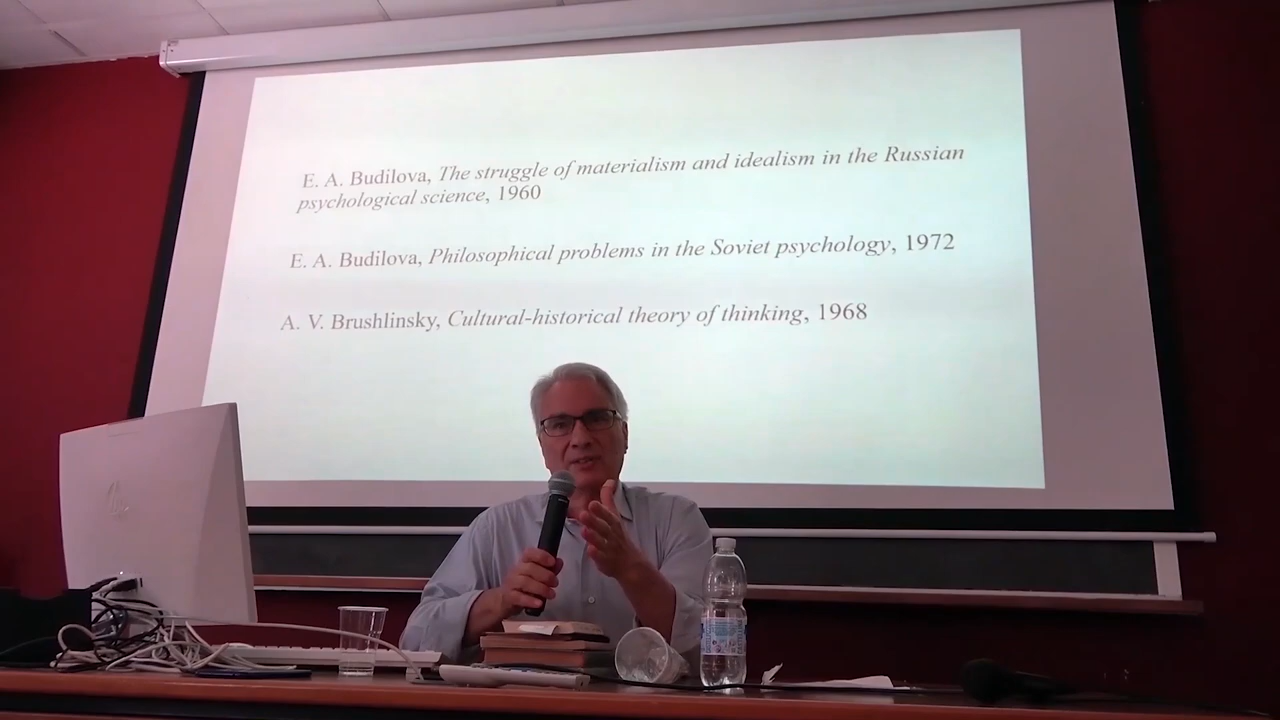 E. A. Budilova, The struggle of materialism and idealism in the Russian
psychological science, 1960
E. A. Budilova, Philosophical problems in the Soviet psychology, 1972
A. V. Brushlinsky, Cultural-historical theory of thinking, 1968
hp